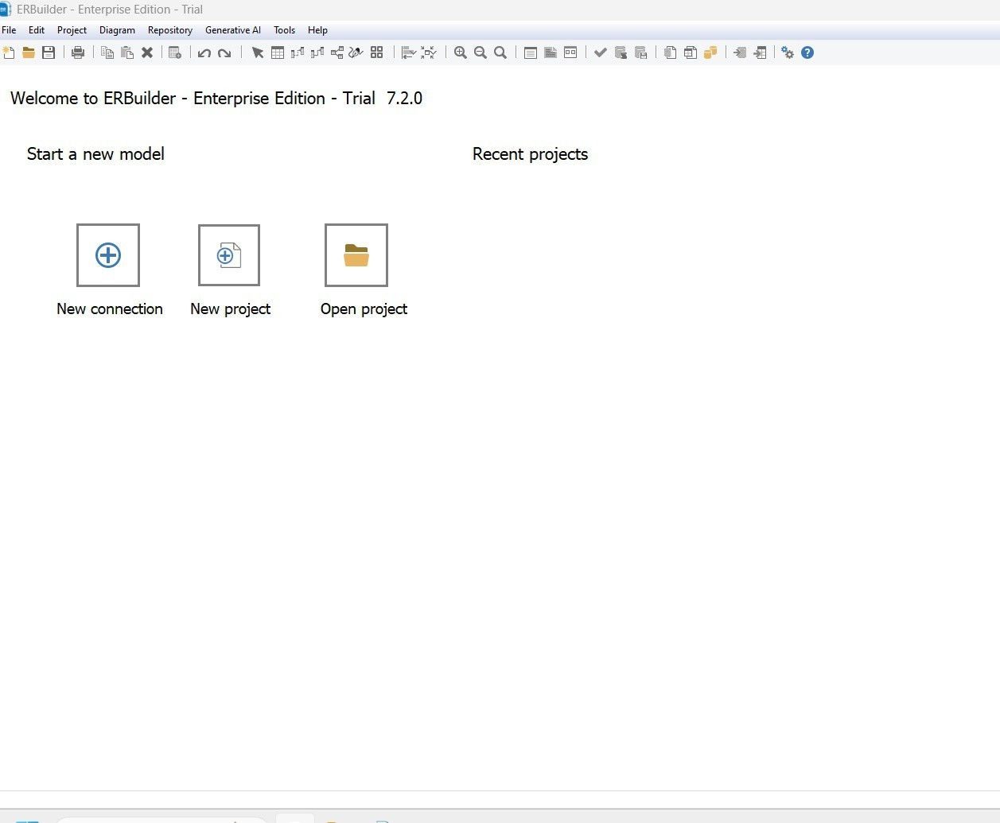 ERBuilder - Enterprise Edition - Trial
File Edit Project Diagram Repository Generative AI Tools Help
Welcome to ERBuilder - Enterprise Edition - Trial 7.2.0
Start a new model
Recent projects
New connection New project Open project